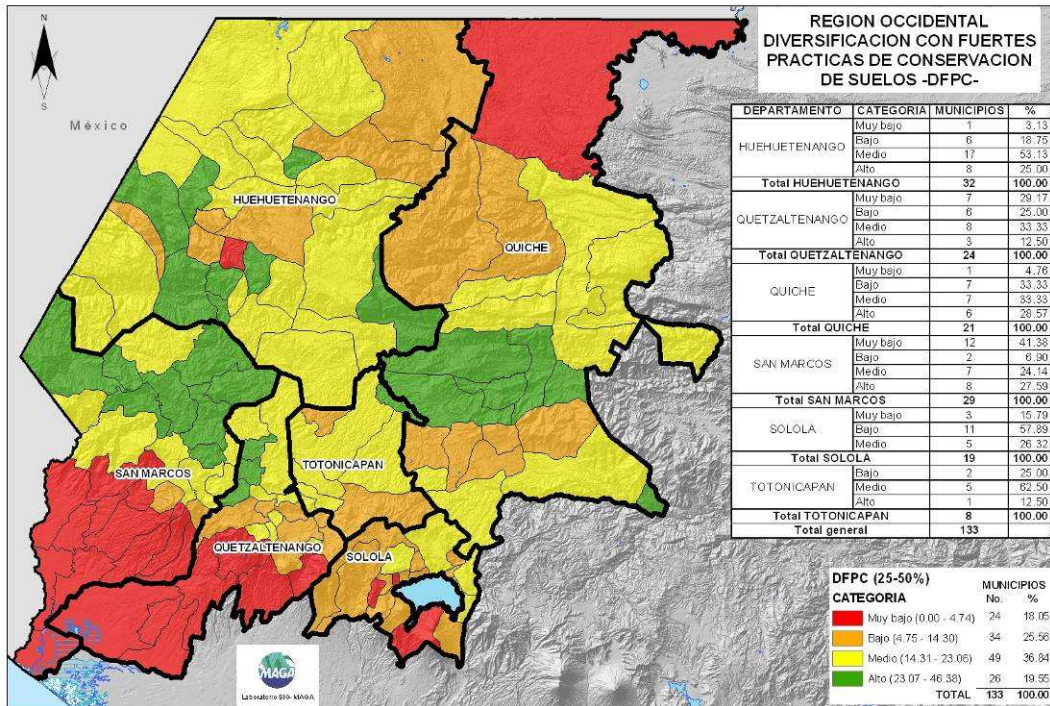 REGION OCCIDENTAL
DIVERSIFICACION CON FUERTES
PRACTICAS DE CONSERVACION
DE SUELOS -DFPC-
N
S
México
HUEHUETENANGO
QUICHE
SAN MARCOS
TOTONICAPAN
QUETZALTENANGO
SOLOLA
DEPARTAMENTO CATEGORIA MUNICIPIOS %
HUEHUETENANGO
Muy bajo 1 3.13
Bajo 6 18.75
Medio 17 53.13
Alto 8 25.00
Total HUEHUETENANGO 32 100.00
QUETZALTENANGO
Muy bajo 7 29.17
Bajo 6 25.00
Medio 8 33.33
Alto 3 12.50
Total QUETZALTENANGO 24 100.00
QUICHE
Muy bajo 1 4.76
Bajo 7 33.33
Medio 7 33.33
Alto 6 28.57
Total QUICHE 21 100.00
SAN MARCOS
Muy bajo 12 41.38
Bajo 2 6.90
Medio 7 24.14
Alto 8 27.59
Total SAN MARCOS 29 100.00
SOLOLA
Muy bajo 3 15.79
Bajo 11 57.89
Medio 5 26.32
Total SOLOLA 19 100.00
TOTONICAPAN
Bajo 2 25.00
Medio 5 62.50
Alto 1 12.50
Total TOTONICAPAN 8 100.00
Total general 133
DFPC (25-50%) MUNICIPIOS
CATEGORIA No. %
Muy bajo (0.00 - 4.74) 24 18.05
Bajo (4.75 - 14.30) 34 25.56
Medio (14.31 - 23.06) 49 36.84
Alto (23.07 - 46.38) 26 19.55
TOTAL 133 100.00
MAGA
Laboratorio SIG- MAGA